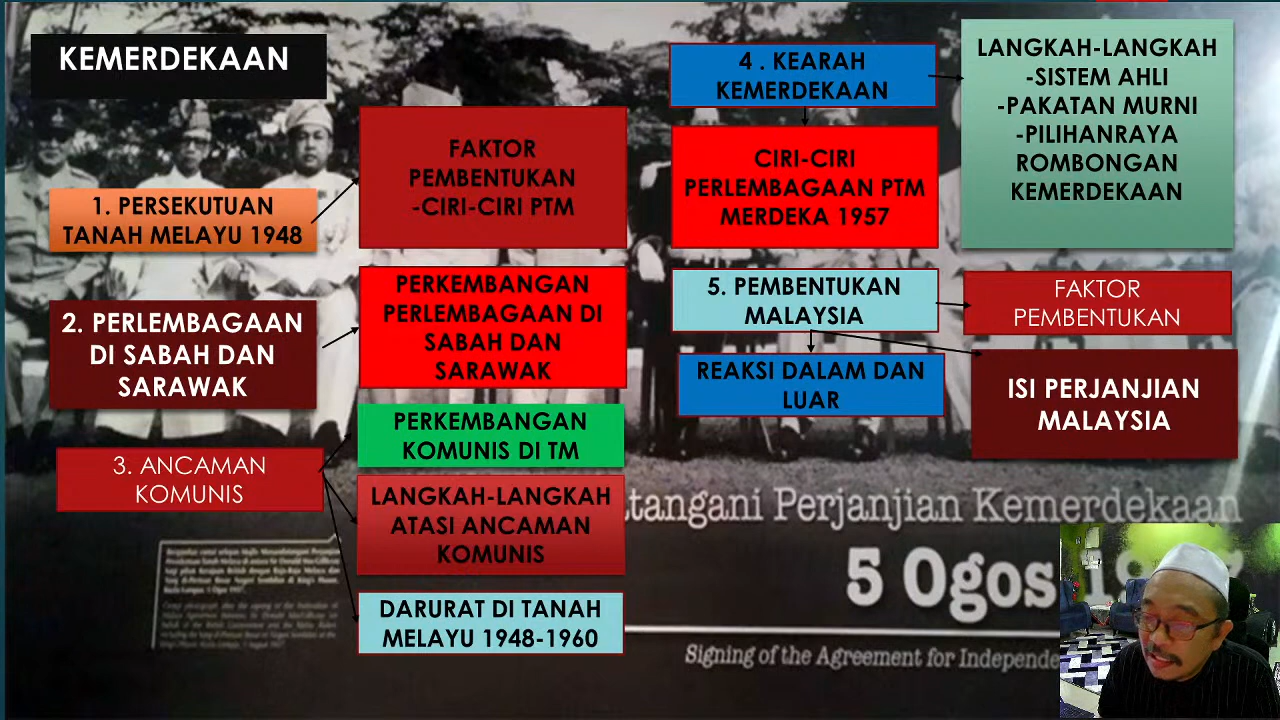 KEMERDEKAAN
1. PERSEKUTUAN
TANAH MELAYU 1948
FAKTOR
PEMBENTUKAN
-CIRI-CIRI PTM
2. PERLEMBAGAAN
DI SABAH DAN
SARAWAK
PERKEMBANGAN
PERLEMBAGAAN DI
SABAH DAN
SARAWAK
3. ANCAMAN
KOMUNIS
PERKEMBANGAN
KOMUNIS DI TM
LANGKAH-LANGKAH
ATASI ANCAMAN
KOMUNIS
DARURAT DI TANAH
MELAYU 1948-1960
4 . KEARAH
KEMERDEKAAN
LANGKAH-LANGKAH
-SISTEM AHLI
-PAKATAN MURNI
-PILIHANRAYA
ROMBONGAN
KEMERDEKAAN
CIRI-CIRI
PERLEMBAGAAN PTM
MERDEKA 1957
5. PEMBENTUKAN
MALAYSIA
FAKTOR
PEMBENTUKAN
REAKSI DALAM DAN
LUAR
ISI PERJANJIAN
MALAYSIA
tangani Perjanjian Kemerdekaan
5 Ogos
Signing of the Agreement for Independe